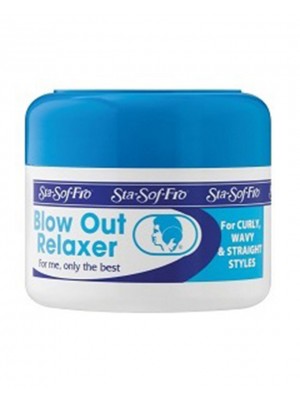 Sta-Sof-Fro Sta-Sof-Fro Sta-Sof-Fro
Blow Out
Relaxer
For me, only the best
For CURLY,
WAVY
& STRAIGHT
STYLES